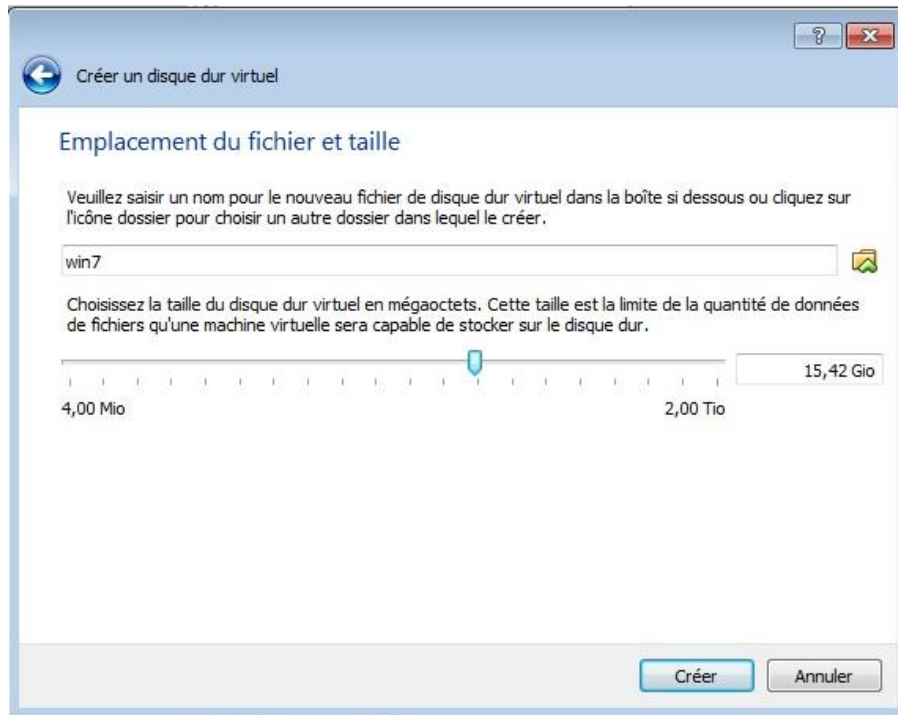 Créer un disque dur virtuel
Emplacement du fichier et taille
Veuillez saisir un nom pour le nouveau fichier de disque dur virtuel dans la boîte si dessous ou cliquez sur
l'icône dossier pour choisir un autre dossier dans lequel le créer.
win7
Choisissez la taille du disque dur virtuel en mégaoctets. Cette taille est la limite de la quantité de données
de fichiers qu'une machine virtuelle sera capable de stocker sur le disque dur.
15,42 Gio
4,00 Mio 2,00 Tio
Créer Annuler